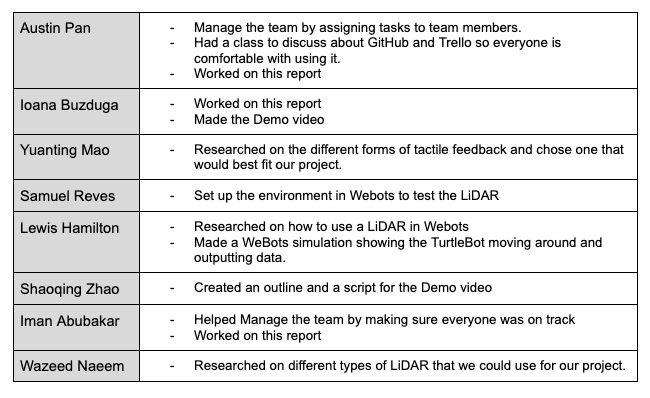 Austin Pan
- Manage the team by assigning tasks to team members.
- Had a class to discuss about GitHub and Trello so everyone is
comfortable with using it.
- Worked on this report
Ioana Buzduga
- Worked on this report
- Made the Demo video
Yuanting Mao
- Researched on the different forms of tactile feedback and chose one that
would best fit our project.
Samuel Reves
- Set up the environment in Webots to test the LiDAR
Lewis Hamilton
- Researched on how to use a LiDAR in Webots
- Made a WeBots simulation showing the TurtleBot moving around and
outputting data.
Shaoqing Zhao
- Created an outline and a script for the Demo video
Iman Abubakar
- Helped Manage the team by making sure everyone was on track
- Worked on this report
Wazeed Naeem
- Researched on different types of LiDAR that we could use for our project.